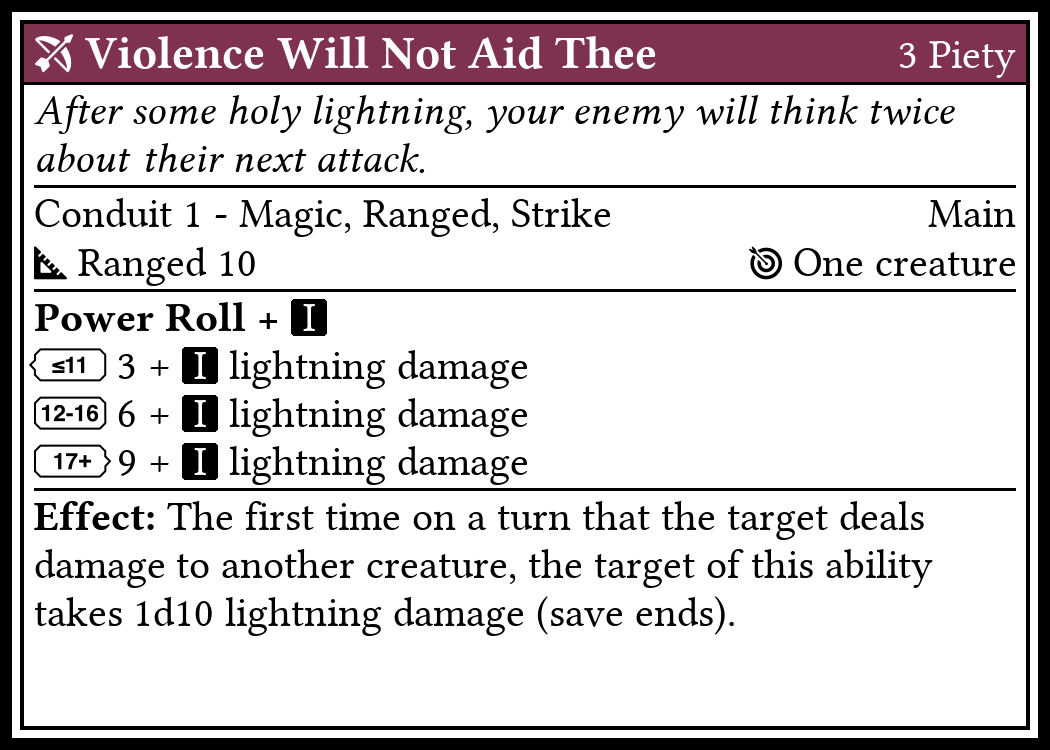 Violence Will Not Aid Thee 3 Piety
After some holy lightning, your enemy will think twice
about their next attack.
Conduit 1 - Magic, Ranged, Strike Main
Ranged 10 One creature
Power Roll + I
≤11 3 + I lightning damage
12-16 6 + I lightning damage
17+ 9 + I lightning damage
Effect: The first time on a turn that the target deals
damage to another creature, the target of this ability
takes 1d10 lightning damage (save ends).